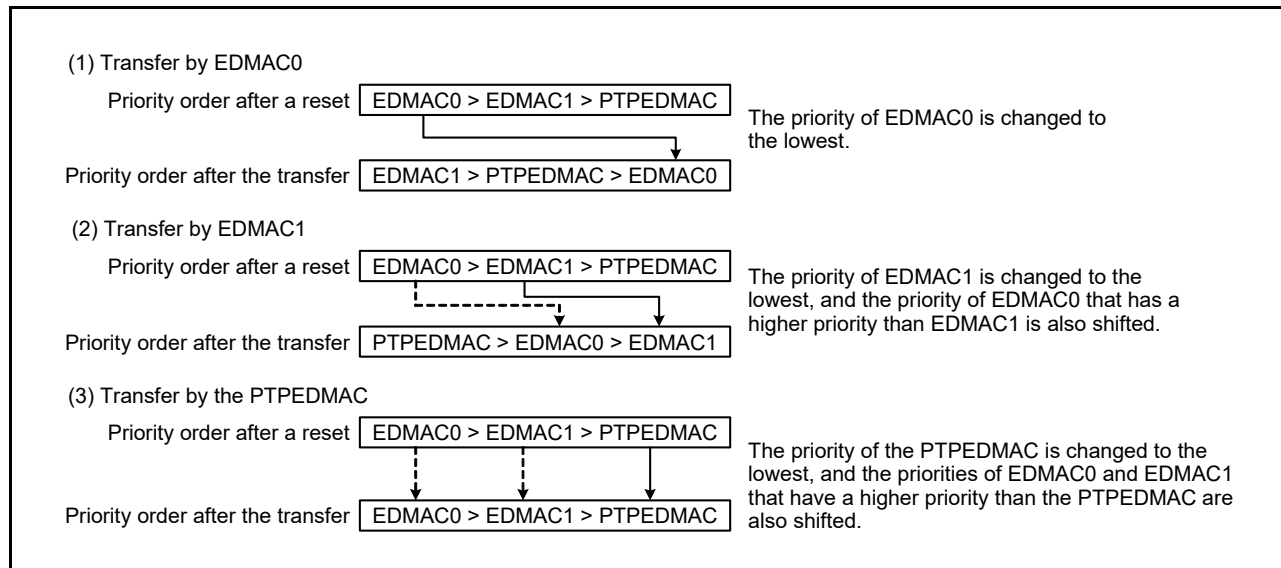 (1) Transfer by EDMAC0
Priority order after a reset EDMAC0 > EDMAC1 > PTPEDMAC
The priority of EDMAC0 is changed to
the lowest.
Priority order after the transfer EDMAC1 > PTPEDMAC > EDMAC0
(2) Transfer by EDMAC1
Priority order after a reset EDMAC0 > EDMAC1 > PTPEDMAC
The priority of EDMAC1 is changed to the
lowest, and the priority of EDMAC0 that has a
higher priority than EDMAC1 is also shifted.
Priority order after the transfer PTPEDMAC > EDMAC0 > EDMAC1
(3) Transfer by the PTPEDMAC
Priority order after a reset EDMAC0 > EDMAC1 > PTPEDMAC
The priority of the PTPEDMAC is changed to the
lowest, and the priorities of EDMAC0 and EDMAC1
that have a higher priority than the PTPEDMAC are
also shifted.
Priority order after the transfer EDMAC0 > EDMAC1 > PTPEDMAC